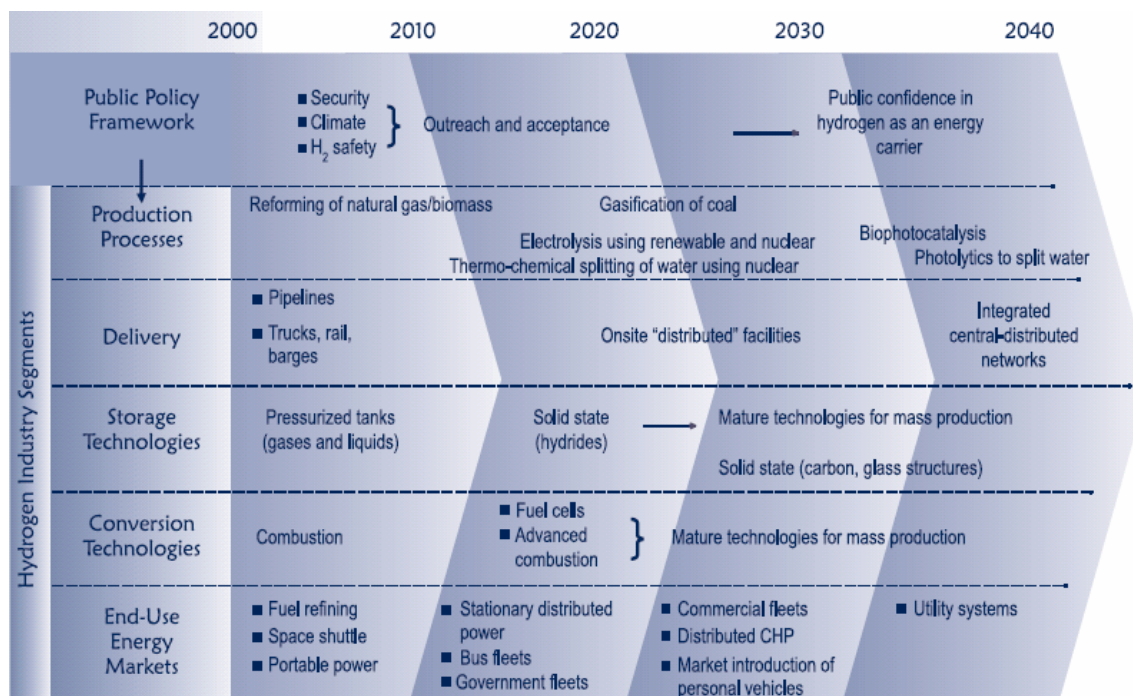 2000 2010 2020 2030 2040
Public Policy
Framework
■ Security
■ Climate
■ H₂ safety
Outreach and acceptance
Public confidence in
hydrogen as an energy
carrier
Hydrogen Industry Segments
Production
Processes
Reforming of natural gas/biomass
Gasification of coal
Electrolysis using renewable and nuclear
Thermo-chemical splitting of water using nuclear
Biophotocatalysis
Photolytics to split water
Delivery
■ Pipelines
■ Trucks, rail,
barges
Onsite “distributed” facilities
Integrated
central-distributed
networks
Storage
Technologies
Pressurized tanks
(gases and liquids)
Solid state
(hydrides)
Mature technologies for mass production
Solid state (carbon, glass structures)
Conversion
Technologies
Combustion
■ Fuel cells
■ Advanced
combustion
Mature technologies for mass production
End-Use
Energy
Markets
■ Fuel refining
■ Space shuttle
■ Portable power
■ Stationary distributed
power
■ Bus fleets
■ Government fleets
■ Commercial fleets
■ Distributed CHP
■ Market introduction of
personal vehicles
■ Utility systems